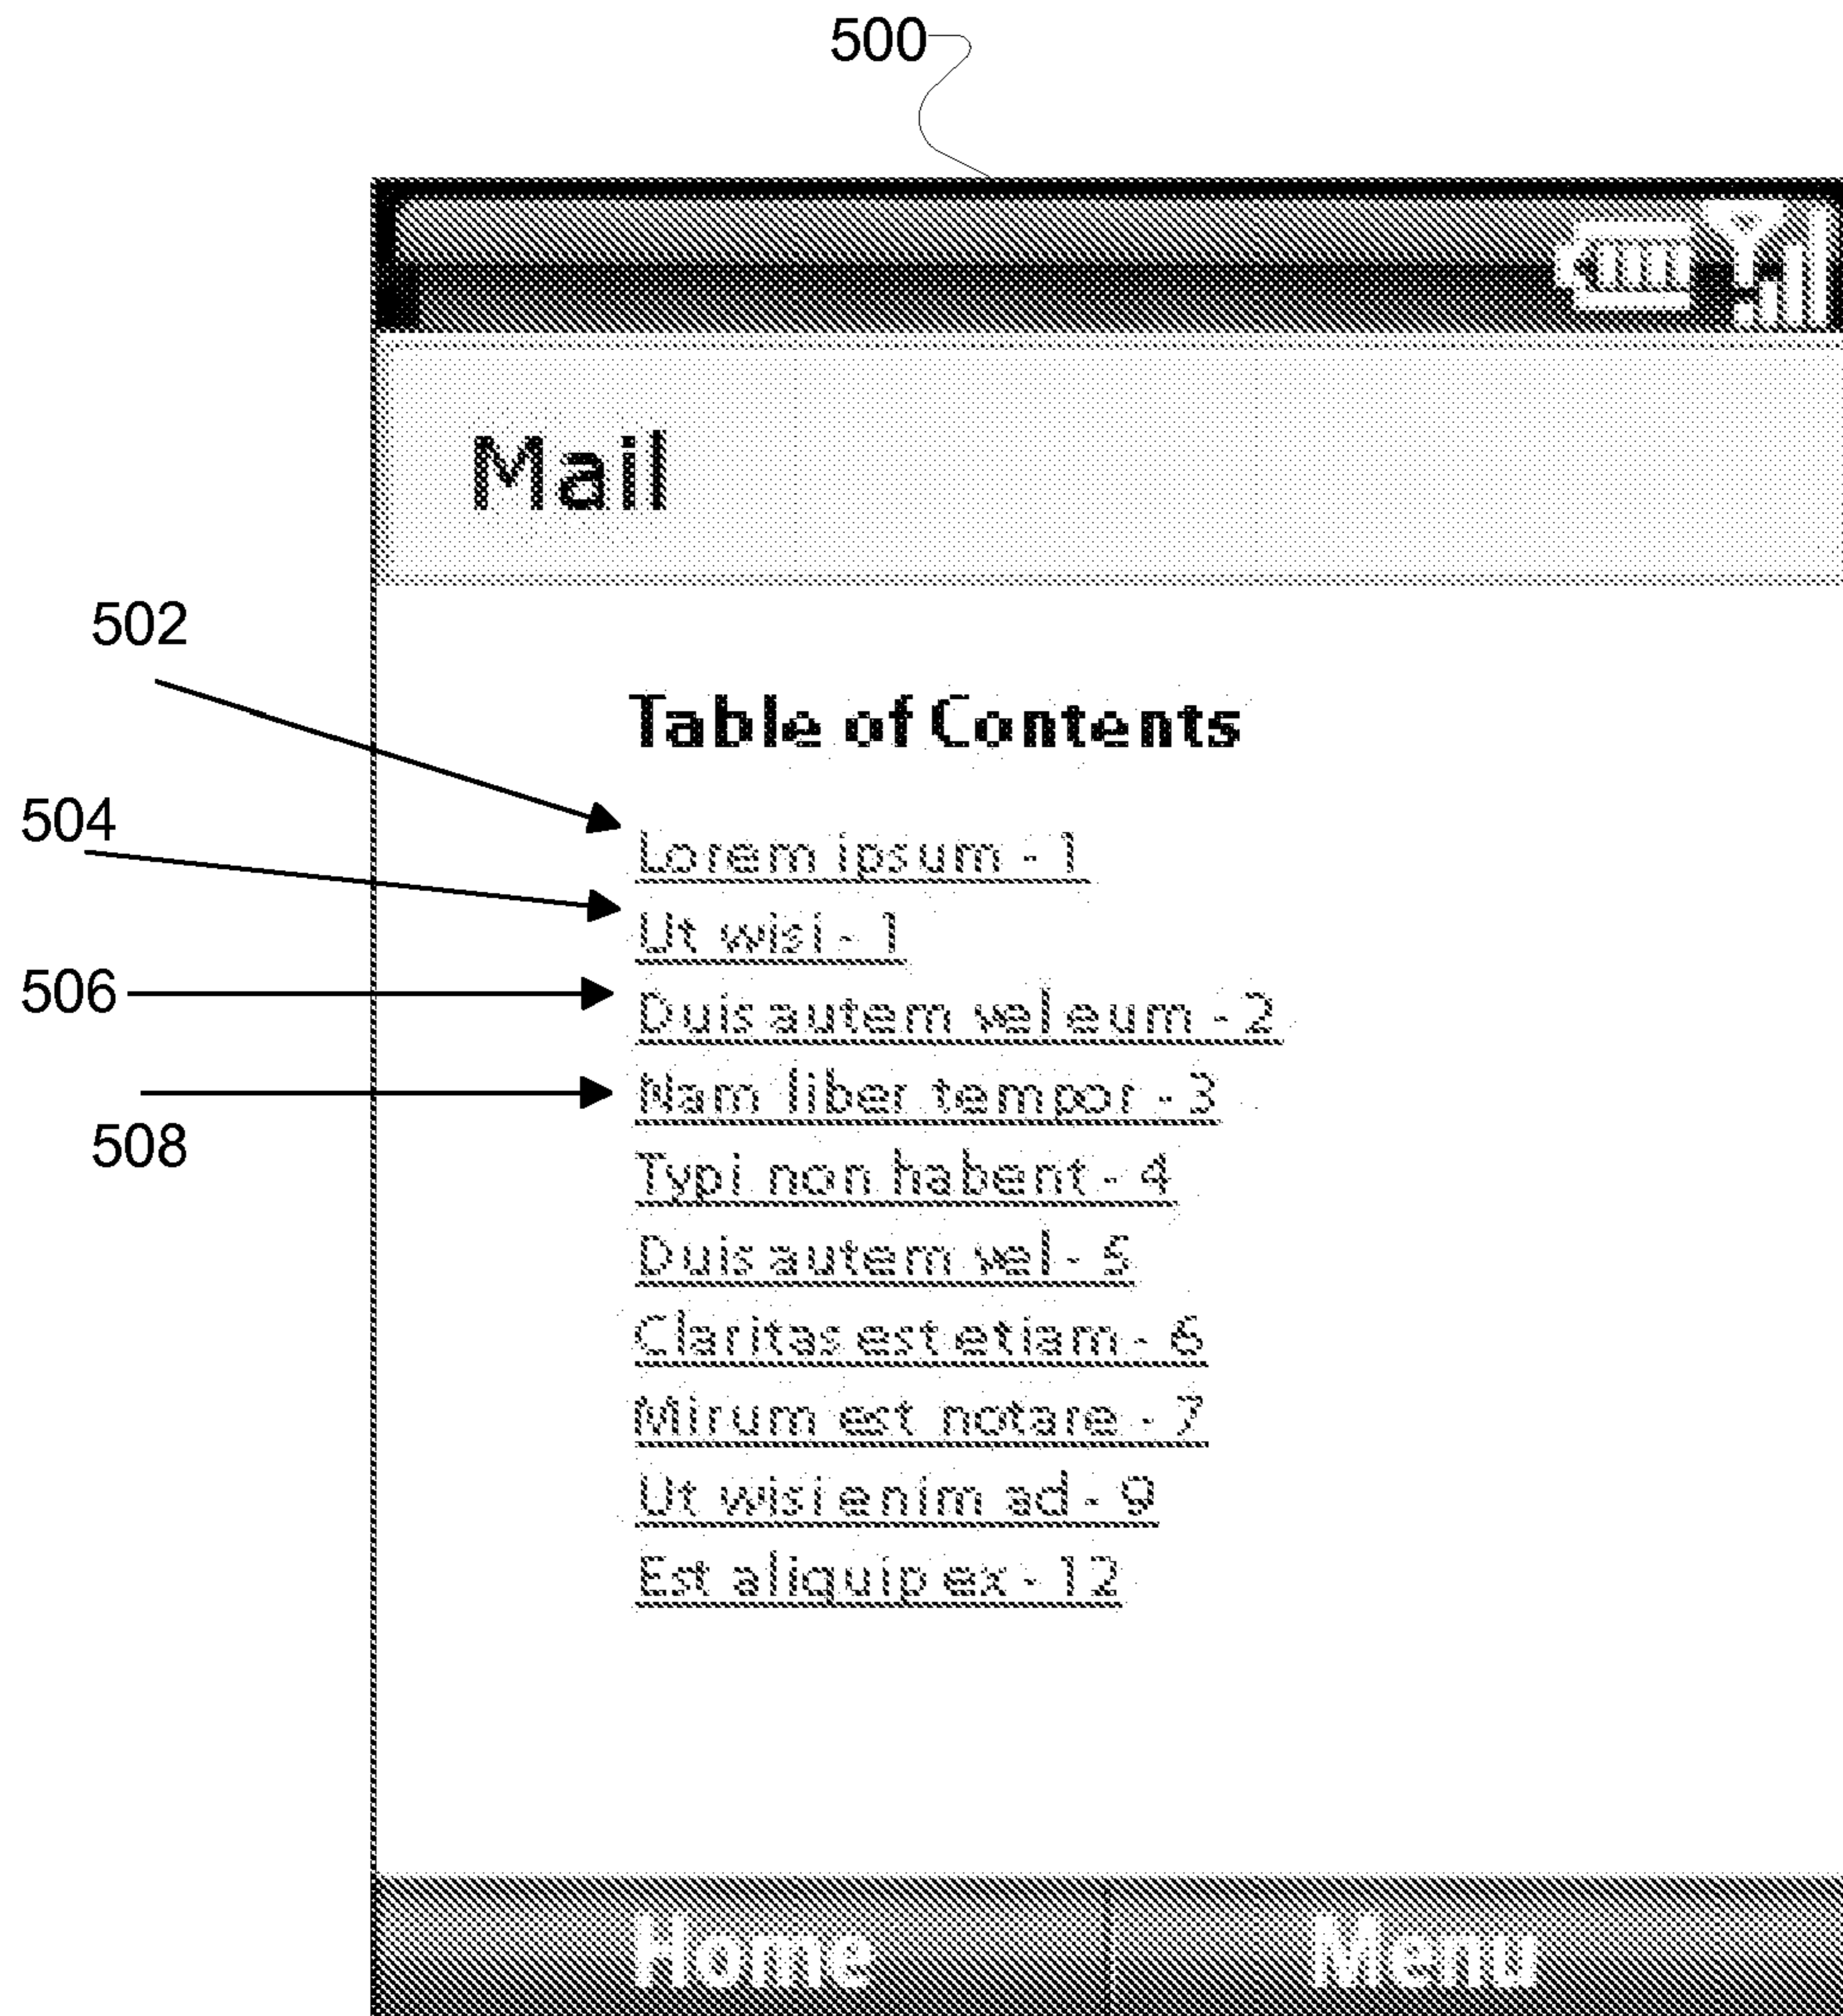 500
Mail
502
Table of Contents
504
Lorem ipsum - 1
Ut wisi - 1
506
Duis autem vel eum - 2
Nam liber tempor - 3
508
Typi non habent - 4
Duis autem vel - 5
Claritas est etiam - 6
Mirum est notare - 7
Ut wisi enim ad - 9
Est aliquip ex - 12
Home Menu